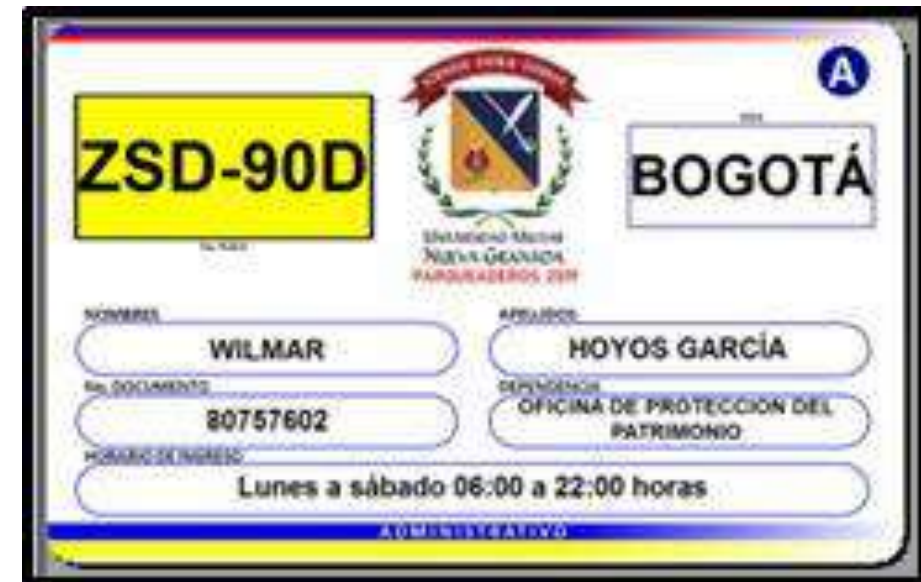 A
ZSD-90D
BOGOTÁ
UNIVERSIDAD MILITAR
NUEVA GRANADA
NOMBRES
APELLIDOS
WILMAR
HOYOS GARCÍA
No. DOCUMENTO
DEPENDENCIA
80757602
OFICINA DE PROTECCION DEL
PATRIMONIO
HORARIO DE INGRESO
Lunes a sábado 06:00 a 22:00 horas
ADMINISTRATIVO